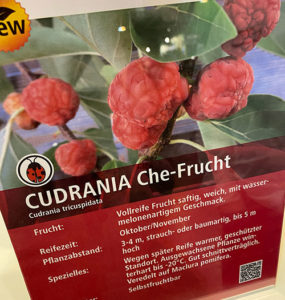 ew
CUDRANIA Che-Frucht
Cudrania tricuspidata
Frucht: Vollreife Frucht saftig, weich, mit wasser-
melonenartigem Geschmack.
Reifezeit: Oktober/November
Pflanzabstand: 3-4 m, strauch- oder baumartig, bis 5 m
hoch
Spezielles: Wegen später Reife warmer, geschützter
Standort. Ausgewachsene Pflanze win-
terhart bis -20°C. Gut schnittverträglich.
Veredelt auf Maclura pomifera.
Selbstfruchtbar